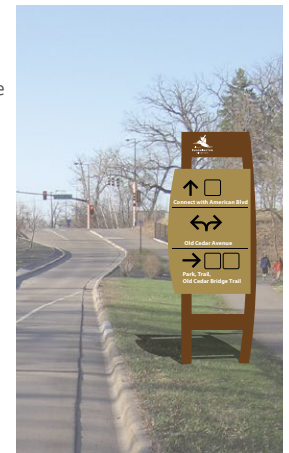 e
Connect with American Blvd
Old Cedar Avenue
Park, Trail,
Old Cedar Bridge Trail